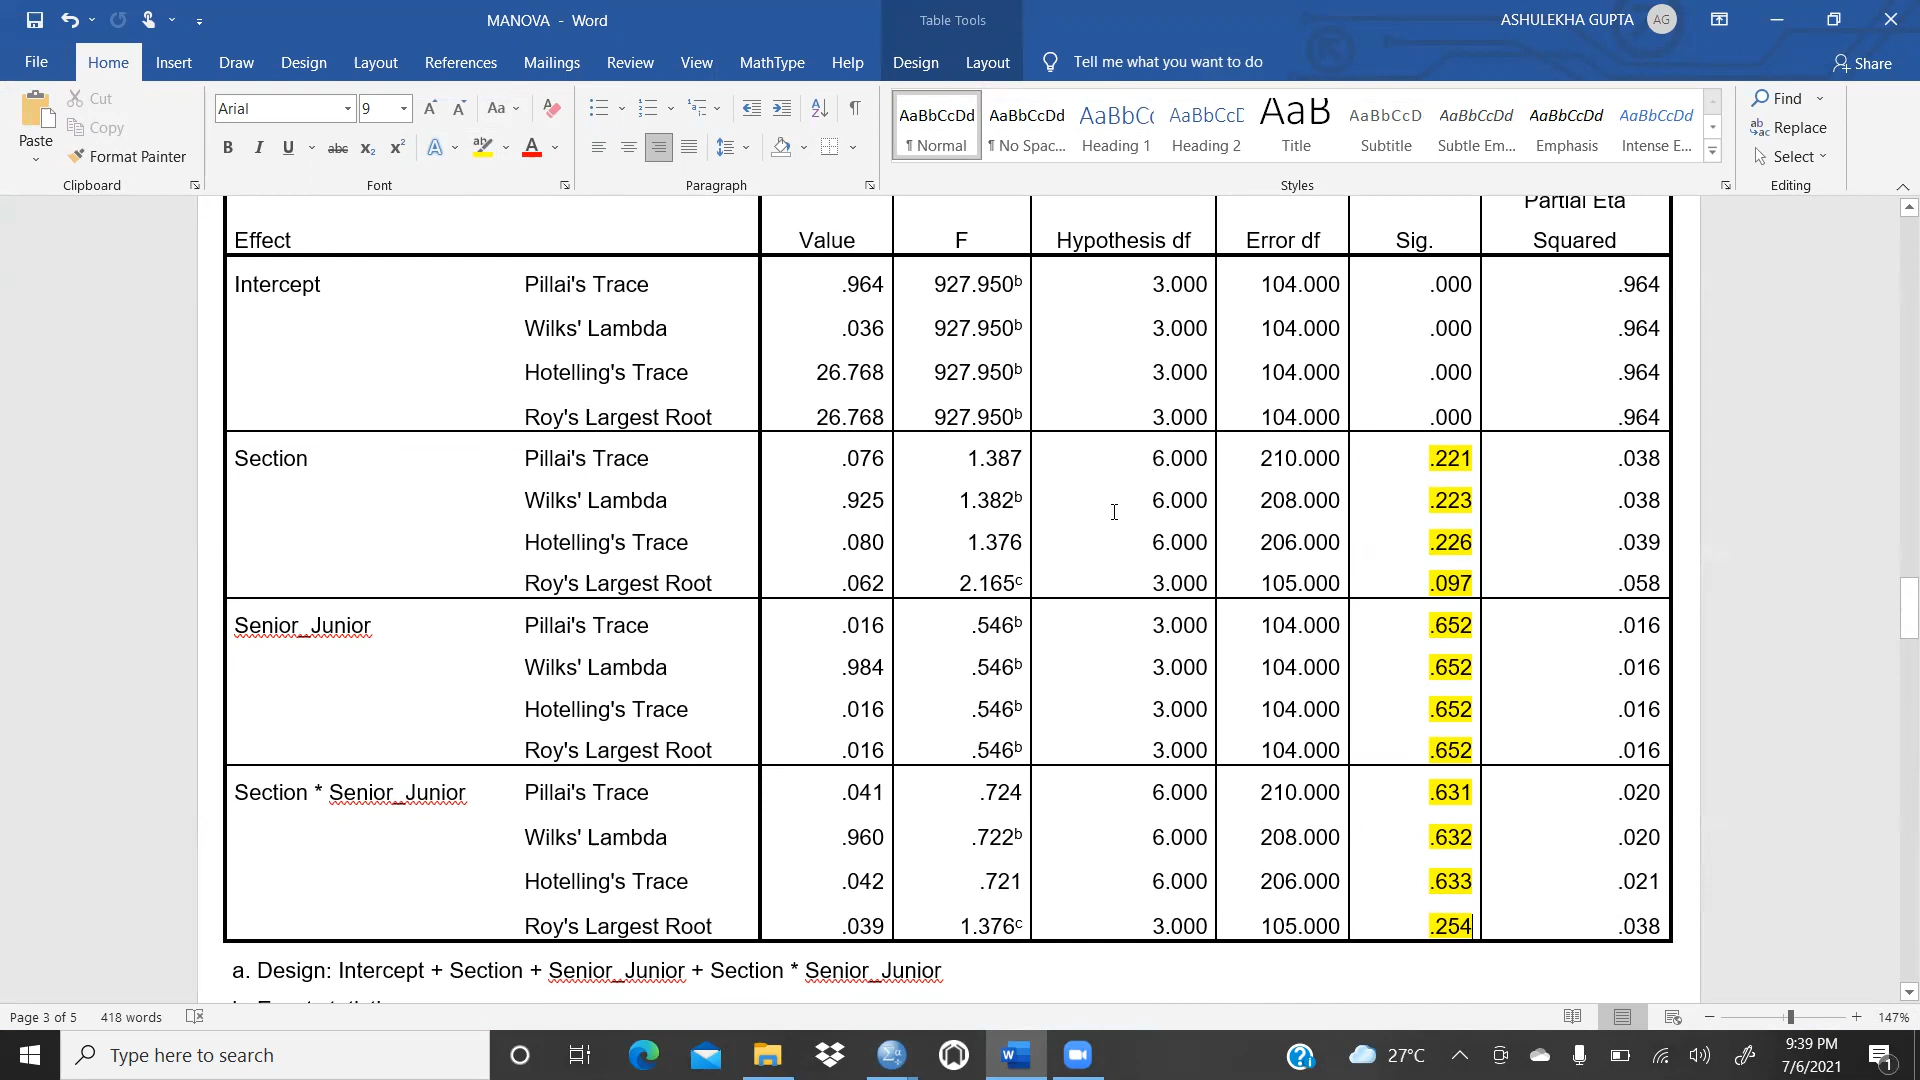 MANOVA - Word
Table Tools
ASHULEKHA GUPTA AG
File Home Insert Draw Design Layout References Mailings Review View MathType Help Design Layout Tell me what you want to do Share
Paste Cut Copy Format Painter
Arial 9
AaBbCcDd AaBbCcDd AaBbCc AaBbCcD AaB AaBbCcD AaBbCcDd AaBbCcDd AaBbCcDd
¶ Normal ¶ No Spac... Heading 1 Heading 2 Title Subtitle Subtle Em... Emphasis Intense E...
Find Replace Select
Clipboard Font Paragraph Styles Editing
Partial Eta
Effect Value F Hypothesis df Error df Sig. Squared
Intercept Pillai's Trace .964 927.950b 3.000 104.000 .000 .964
Wilks' Lambda .036 927.950b 3.000 104.000 .000 .964
Hotelling's Trace 26.768 927.950b 3.000 104.000 .000 .964
Roy's Largest Root 26.768 927.950b 3.000 104.000 .000 .964
Section Pillai's Trace .076 1.387 6.000 210.000 .221 .038
Wilks' Lambda .925 1.382b 6.000 208.000 .223 .038
Hotelling's Trace .080 1.376 6.000 206.000 .226 .039
Roy's Largest Root .062 2.165c 3.000 105.000 .097 .058
Senior_Junior Pillai's Trace .016 .546b 3.000 104.000 .652 .016
Wilks' Lambda .984 .546b 3.000 104.000 .652 .016
Hotelling's Trace .016 .546b 3.000 104.000 .652 .016
Roy's Largest Root .016 .546b 3.000 104.000 .652 .016
Section * Senior_Junior Pillai's Trace .041 .724 6.000 210.000 .631 .020
Wilks' Lambda .960 .722b 6.000 208.000 .632 .020
Hotelling's Trace .042 .721 6.000 206.000 .633 .021
Roy's Largest Root .039 1.376c 3.000 105.000 .254 .038
a. Design: Intercept + Section + Senior_Junior + Section * Senior_Junior
Page 3 of 5 418 words 147%
Type here to search 27°C 9:39 PM
7/6/2021 1